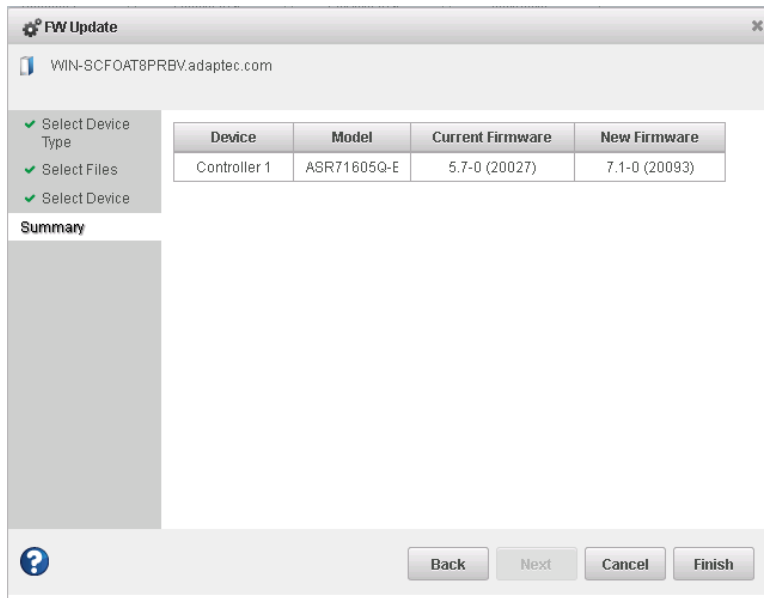 FW Update
WIN-SCFOAT8PRBV.adaptec.com
Select Device
Type
Select Files
Select Device
Summary
Device Model Current Firmware New Firmware
Controller 1 ASR71605Q-E 5.7-0 (20027) 7.1-0 (20093)
? Back Next Cancel Finish